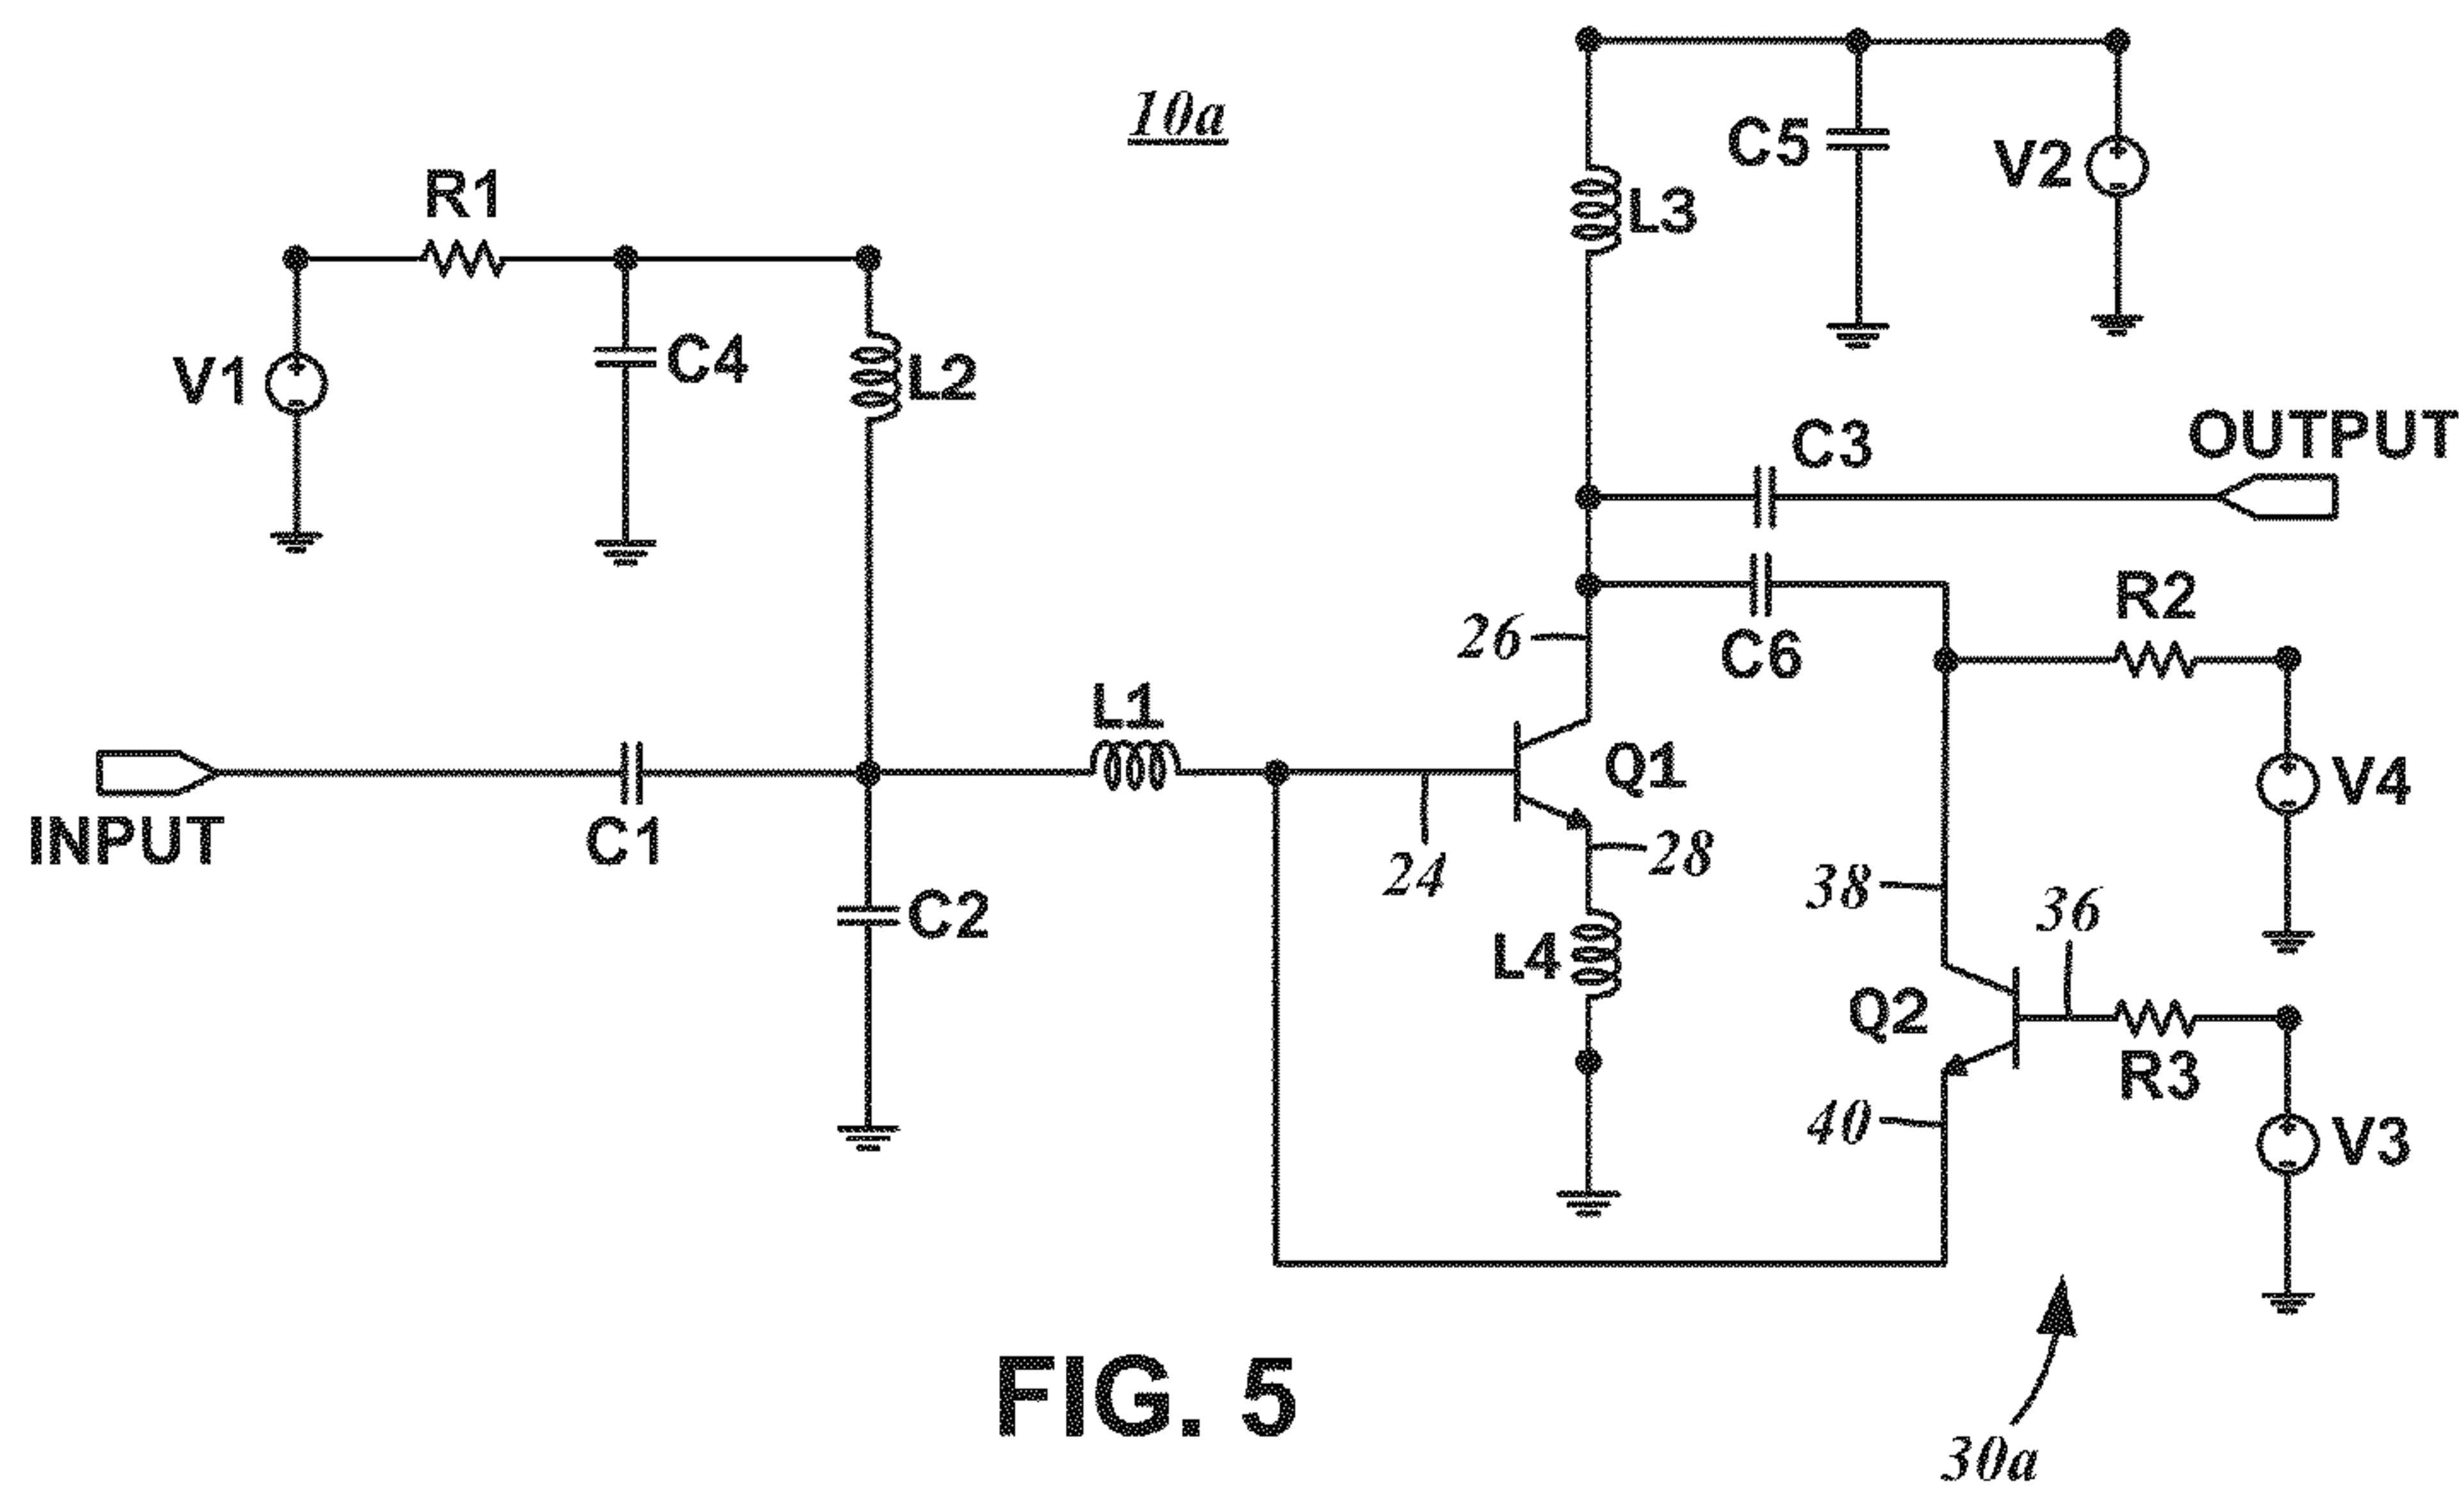 10a
C5
V2
R1
L3
V1
C4
L2
C3
OUTPUT
26
C6
R2
L1
Q1
V4
INPUT
C1
24
28
38
36
C2
L4
Q2
R3
40
V3
FIG. 5
30a